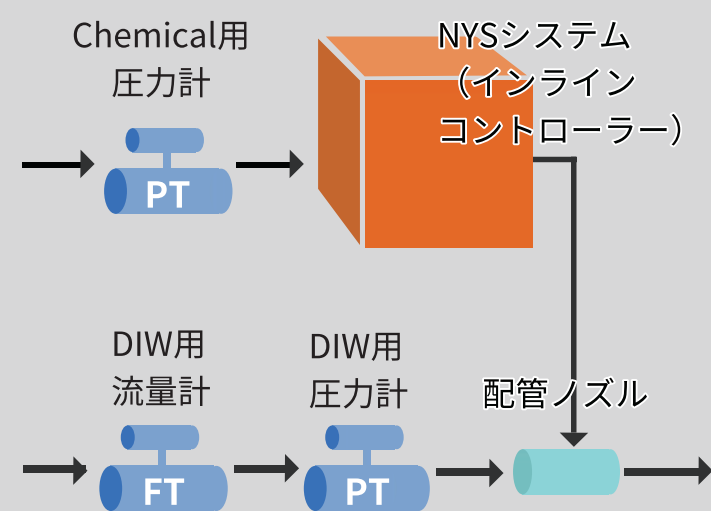 Chemical用
圧力計
PT
NYSシステム
（インライン
コントローラー）
DIW用
流量計
FT
DIW用
圧力計
PT
配管ノズル